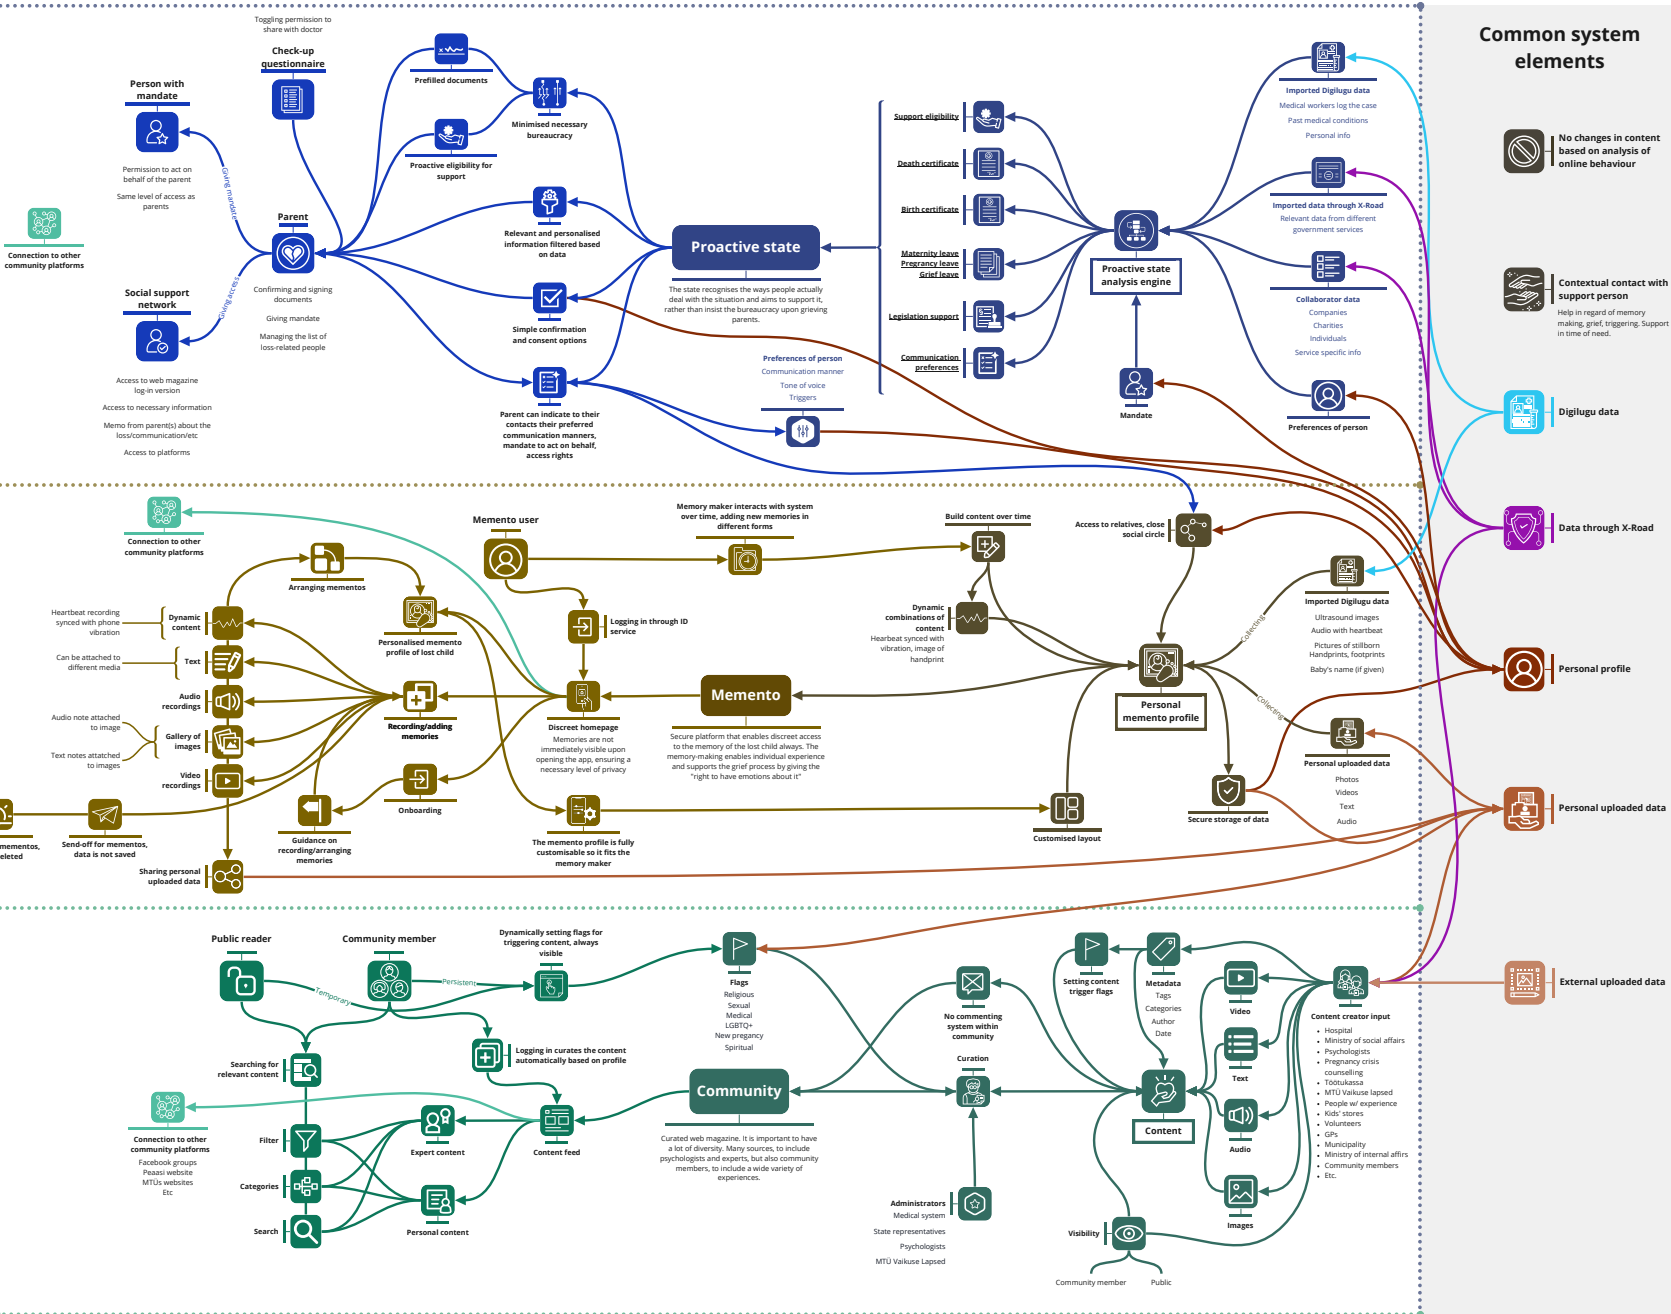 Toggling permission to
share with doctor
Check-up
questionnaire
Person with
mandate
Permission to act on
behalf of the parent
Same level of access as
parents
Giving mandate
Connection to other
community platforms
Parent
Confirming and signing
documents
Giving mandate
Managing the list of
loss-related people
Giving access
Social support
network
Access to web magazine
log-in version
Access to necessary information
Memo from parent(s) about the
loss/communication/etc
Access to platforms
Prefilled documents
Proactive eligibility for
support
Minimised necessary
bureaucracy
Relevant and personalised
information filtered based
on data
Simple confirmation
and consent options
Parent can indicate to their
contacts their preferred
communication manners,
mandate to act on behalf,
access rights
Proactive state
The state recognises the ways people actually
deal with the situation and aims to support it,
rather than insist the bureaucracy upon grieving
parents.
Preferences of person
Communication manner
Tone of voice
Triggers
Support eligibility
Death certificate
Birth certificate
Maternity leave
Pregrancy leave
Grief leave
Legislation support
Communication
preferences
Proactive state
analysis engine
Mandate
Imported Digilugu data
Medical workers log the case
Past medical conditions
Personal info
Imported data through X-Road
Relevant data from different
government services
Collaborator data
Companies
Charities
Individuals
Service specific info
Preferences of person
Common system
elements
No changes in content
based on analysis of
online behaviour
Contextual contact with
support person
Help in regard of memory
making, grief, triggering. Support
in time of need.
Digilugu data
Data through X-Road
Personal profile
Personal uploaded data
External uploaded data
Connection to other
community platforms
Memento user
Memory maker interacts with system
over time, adding new memories in
different forms
Build content over time
Access to relatives, close
social circle
Arranging mementos
Heartbeat recording
synced with phone
vibration
Dynamic
content
Personalised memento
profile of lost child
Logging in through ID
service
Dynamic
combinations of
content
Hearbeat synced with
vibration, image of
handprint
Imported Digilugu data
Ultrasound images
Audio with heartbeat
Pictures of stillborn
Handprints, footprints
Baby's name (if given)
Collecting
Can be attached to
different media
Text
Audio
recordings
Audio note attached
to image
Text notes attatched
to images
Gallery of
images
Video
recordings
Recording/adding
memories
Discreet homepage
Memories are not
immediately visible upon
opening the app, ensuring a
necessary level of privacy
Memento
Secure platform that enables discreet access
to the memory of the lost child always. The
memory-making enables individual experience
and supports the grief process by giving the
"right to have emotions about it"
Personal
memento profile
Collecting
Personal uploaded data
Photos
Videos
Text
Audio
mementos,
eleted
Send-off for mementos,
data is not saved
Guidance on
recording/arranging
memories
Onboarding
The memento profile is fully
customisable so it fits the
memory maker
Customised layout
Secure storage of data
Sharing personal
uploaded data
Public reader
Community member
Dynamically setting flags for
triggering content, always
visible
Temporary
Persistent
Flags
Religious
Sexual
Medical
LGBTQ+
New pregancy
Spiritual
No commenting
system within
community
Setting content
trigger flags
Metadata
Tags
Categories
Author
Date
Video
Text
Audio
Images
Content creator input
• Hospital
• Ministry of social affairs
• Psychologists
• Pregnancy crisis
counselling
• Töötukassa
• MTÜ Vaikuse lapsed
• People w/ experience
• Kids' stores
• Volunteers
• GPs
• Municipality
• Ministry of internal affirs
• Community members
• Etc.
Searching for
relevant content
Logging in curates the content
automatically based on profile
Curation
Community
Curated web magazine. It is important to have
a lot of diversity. Many sources, to include
psychologists and experts, but also community
members, to include a wide variety of
experiences.
Content
Connection to other
community platforms
Facebook groups
Peaasi website
MTÜs websites
Etc
Filter
Categories
Search
Expert content
Personal content
Content feed
Administrators
Medical system
State representatives
Psychologists
MTÜ Vaikuse Lapsed
Visibility
Community member
Public